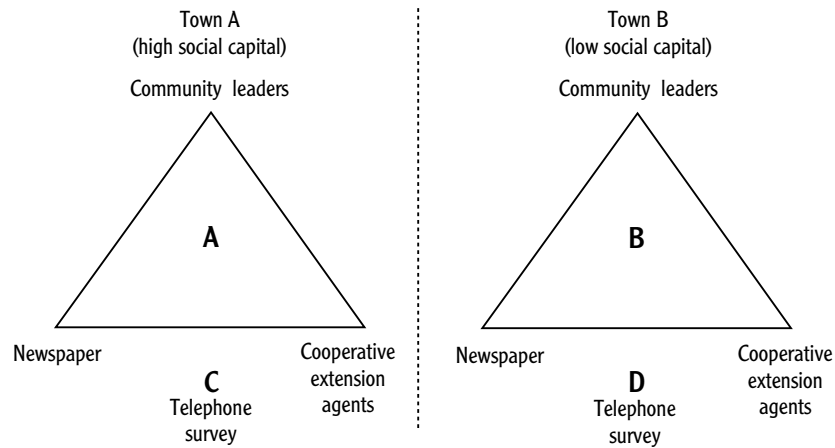 Town A
(high social capital)
Community leaders
A
Newspaper
Cooperative
extension
agents
C
Telephone
survey
Town B
(low social capital)
Community leaders
B
Newspaper
Cooperative
extension
agents
D
Telephone
survey